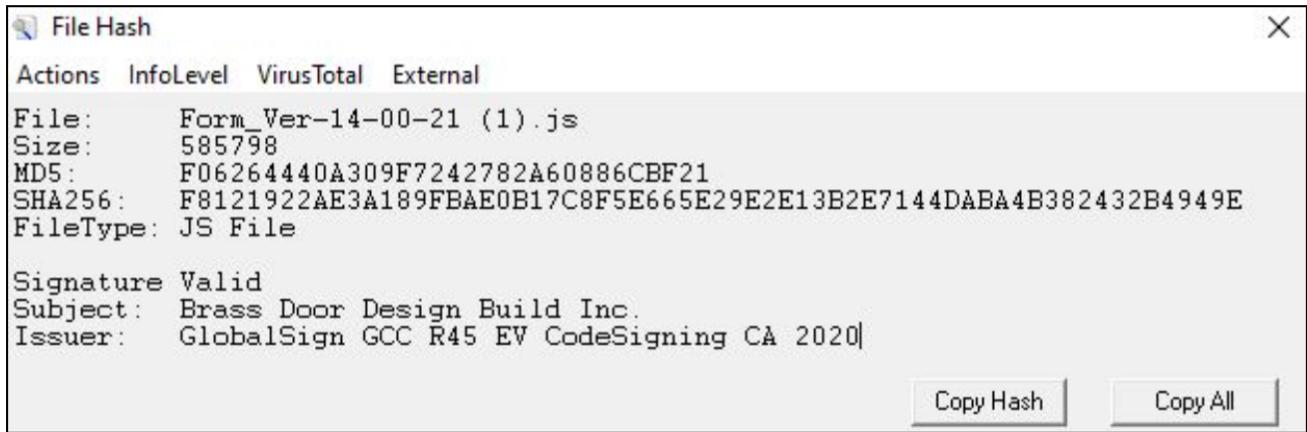 File Hash
Actions InfoLevel VirusTotal External
File: Form_Ver-14-00-21 (1).js
Size: 585798
MD5: F06264440A309F7242782A60886CBF21
SHA256: F8121922AE3A189FBAE0B17C8F5E665E29E2E13B2E7144DABA4B382432B4949E
FileType: JS File
Signature Valid
Subject: Brass Door Design Build Inc.
Issuer: GlobalSign GCC R45 EV CodeSigning CA 2020
Copy Hash Copy All